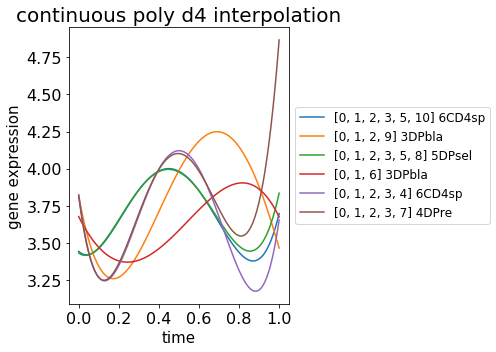 continuous poly d4 interpolation
gene expression
4.75
4.50
4.25
4.00
3.75
3.50
3.25
0.0 0.2 0.4 0.6 0.8 1.0
time
[0, 1, 2, 3, 5, 10] 6CD4sp
[0, 1, 2, 9] 3DPbla
[0, 1, 2, 3, 5, 8] 5DPsel
[0, 1, 6] 3DPbla
[0, 1, 2, 3, 4] 6CD4sp
[0, 1, 2, 3, 7] 4DPre